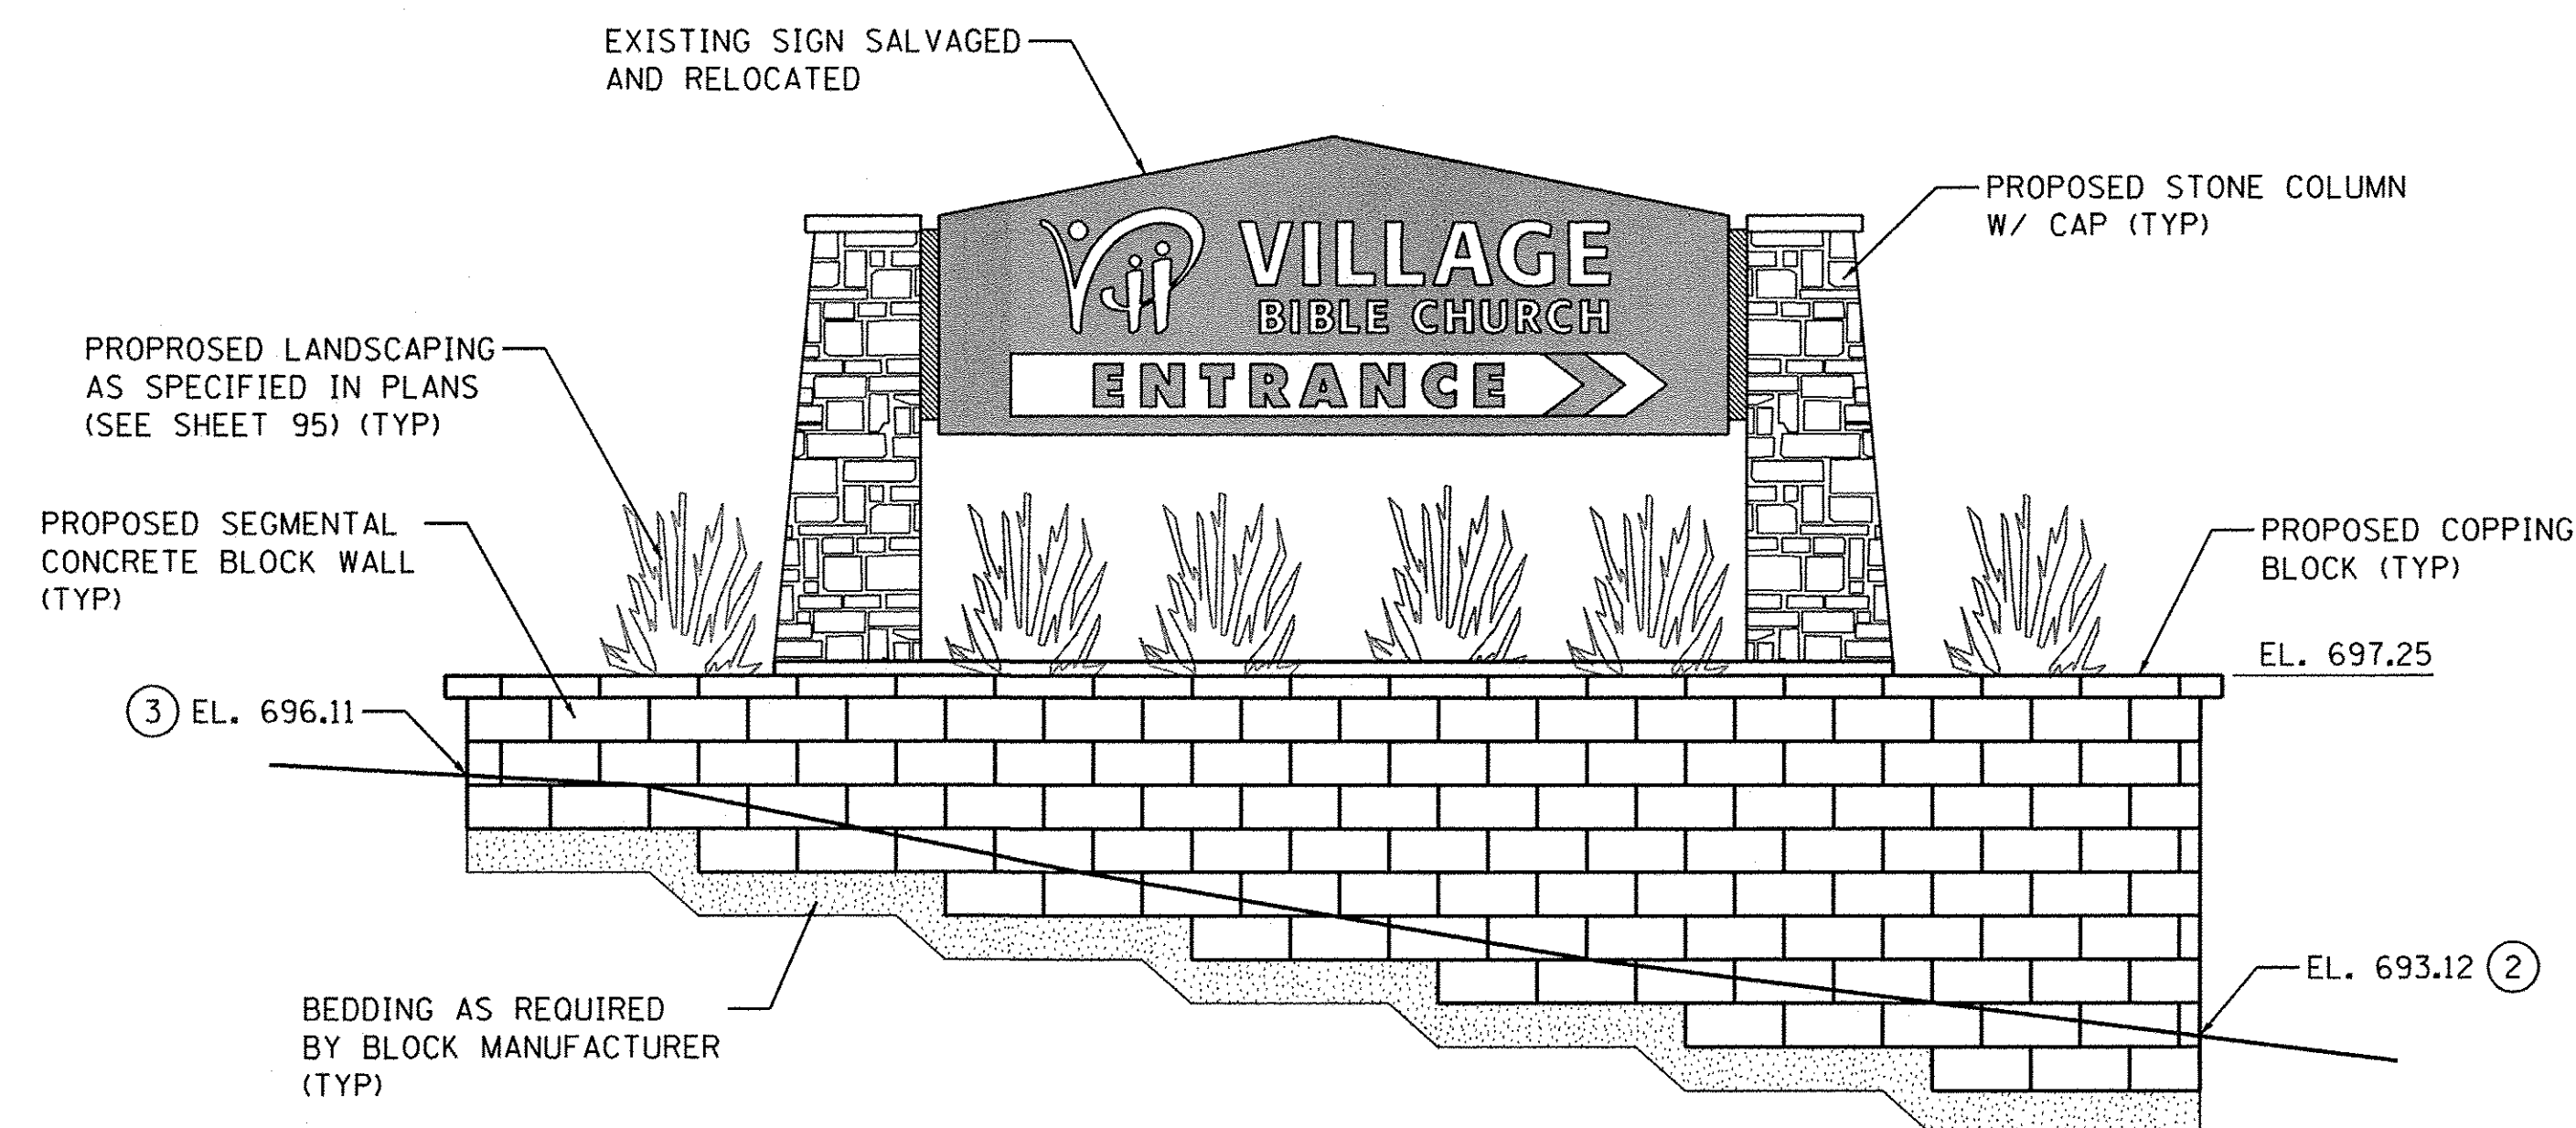 EXISTING SIGN SALVAGED
AND RELOCATED
PROPOSED STONE COLUMN
W/ CAP (TYP)
VILLAGE
BIBLE CHURCH
ENTRANCE
PROPROSED LANDSCAPING
AS SPECIFIED IN PLANS
(SEE SHEET 95) (TYP)
PROPOSED SEGMENTAL
CONCRETE BLOCK WALL
(TYP)
PROPOSED COPPING
BLOCK (TYP)
EL. 697.25
3 EL. 696.11
EL. 693.12 2
BEDDING AS REQUIRED
BY BLOCK MANUFACTURER
(TYP)